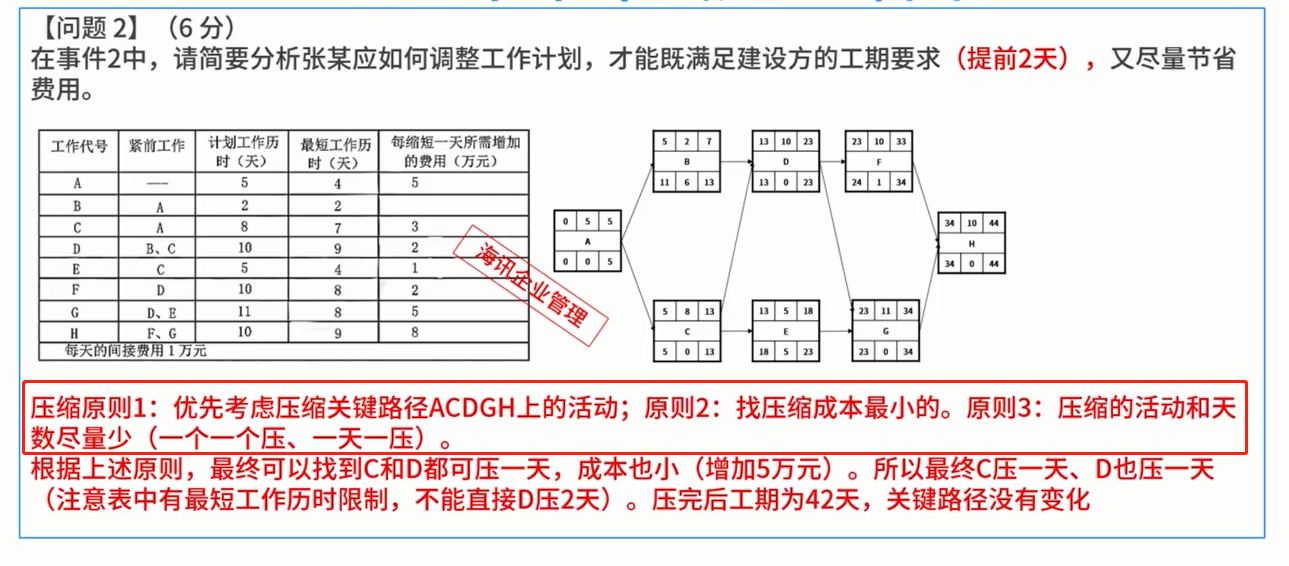 【问题 2】（6 分）
在事件2中，请简要分析张某应如何调整工作计划，才能既满足建设方的工期要求（提前2天），又尽量节省
费用。
工作代号 紧前工作 计划工作历时（天） 最短工作历时（天） 每缩短一天所需增加的费用（万元）
A —— 5 4 5
B A 2 2
C A 8 7 3
D B、C 10 9 2
E C 5 4 1
F D 10 8 2
G D、E 11 8 5
H F、G 10 9 8
每天的间接费用 1 万元
0 5 5
A
0 0 5
5 2 7
B
11 6 13
13 10 23
D
13 0 23
23 10 33
F
24 1 34
34 10 44
H
34 0 44
5 8 13
C
5 0 13
13 5 18
E
18 5 23
23 11 34
G
23 0 34
海讯企业管理
压缩原则1：优先考虑压缩关键路径ACDGH上的活动；原则2：找压缩成本最小的。原则3：压缩的活动和天
数尽量少（一个一个压、一天一压）。
根据上述原则，最终可以找到C和D都可压一天，成本也小（增加5万元）。所以最终C压一天、D也压一天
（注意表中有最短工作历时限制，不能直接D压2天）。压完后工期为42天，关键路径没有变化